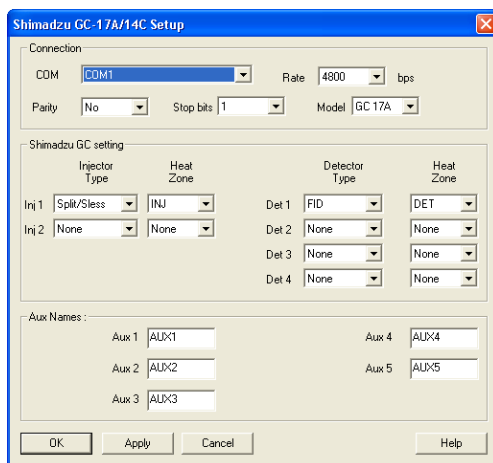 Shimadzu GC-17A/14C Setup
Connection
COM COM1 Rate 4800 bps
Parity No Stop bits 1 Model GC 17A
Shimadzu GC setting
Injector Type Heat Zone Detector Type Heat Zone
Inj 1 Split/Sless INJ Det 1 FID DET
Inj 2 None None Det 2 None None
Det 3 None None
Det 4 None None
Aux Names :
Aux 1 AUX1 Aux 4 AUX4
Aux 2 AUX2 Aux 5 AUX5
Aux 3 AUX3
OK Apply Cancel Help